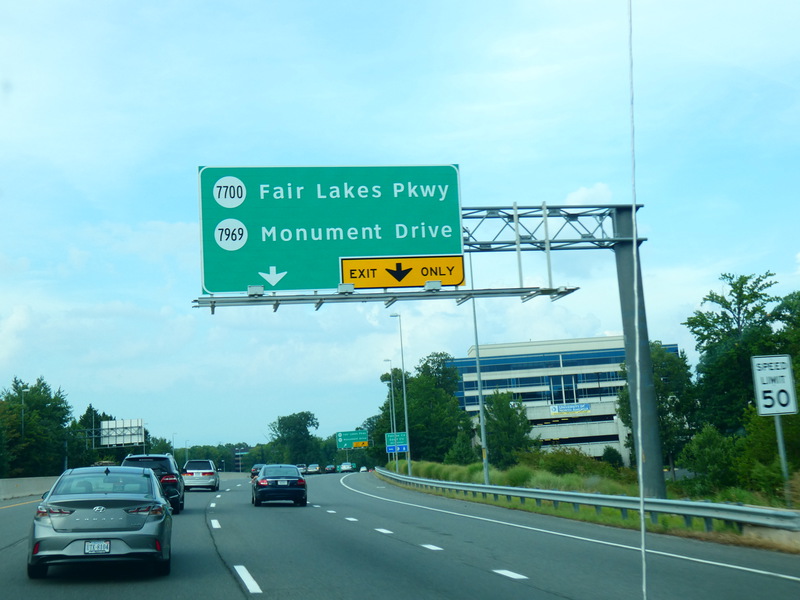 7700 Fair Lakes Pkwy
7969 Monument Drive
EXIT ONLY
SPEED
LIMIT
50